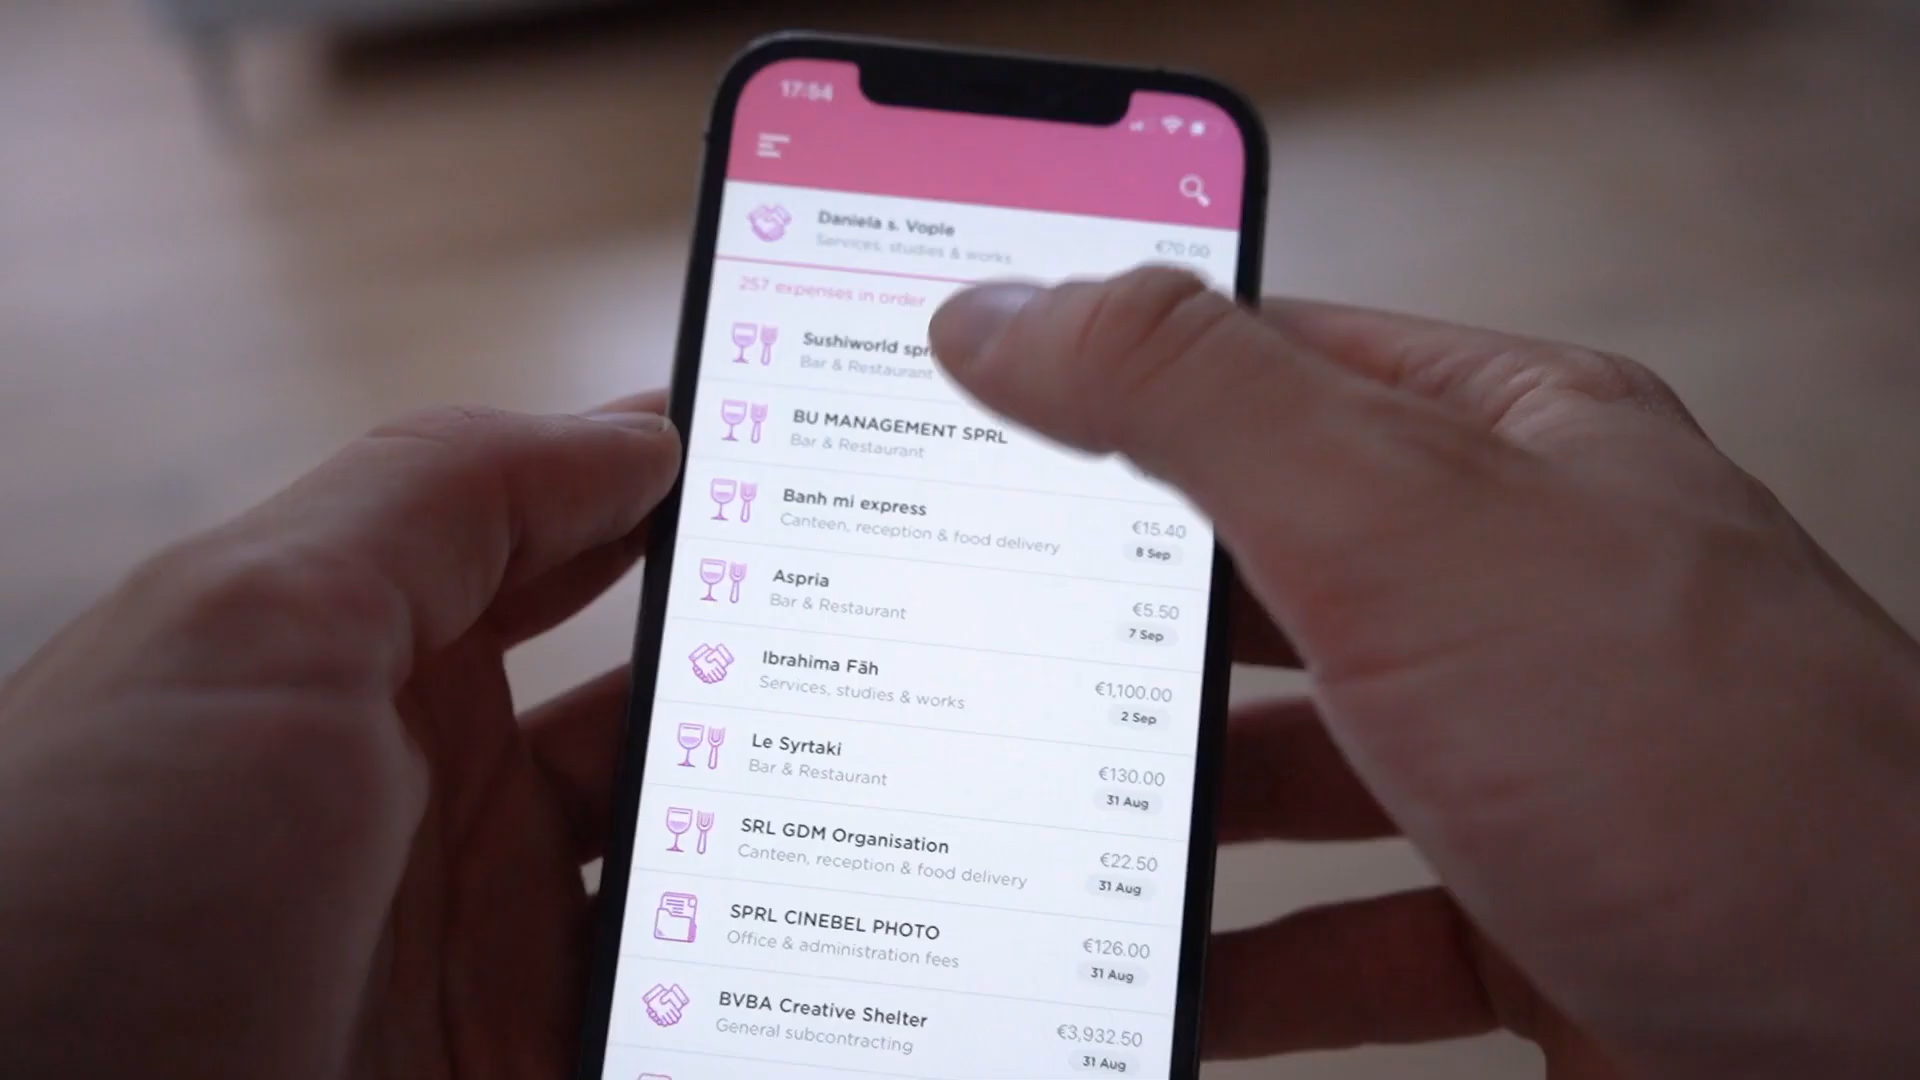 17:54
Daniela s. Vople
Services, studies & works
€70.00
257 expenses in order
Sushiworld
Bar & Restaurant
BU MANAGEMENT SPRL
Bar & Restaurant
Banh mi express
Canteen, reception & food delivery
€15.40
8 Sep
Aspria
Bar & Restaurant
€5.50
7 Sep
Ibrahima Fāh
Services, studies & works
€1,100.00
2 Sep
Le Syrtaki
Bar & Restaurant
€130.00
31 Aug
SRL GDM Organisation
Canteen, reception & food delivery
€22.50
31 Aug
SPRL CINEBEL PHOTO
Office & administration fees
€126.00
31 Aug
BVBA Creative Shelter
General subcontracting
€3,932.50
31 Aug